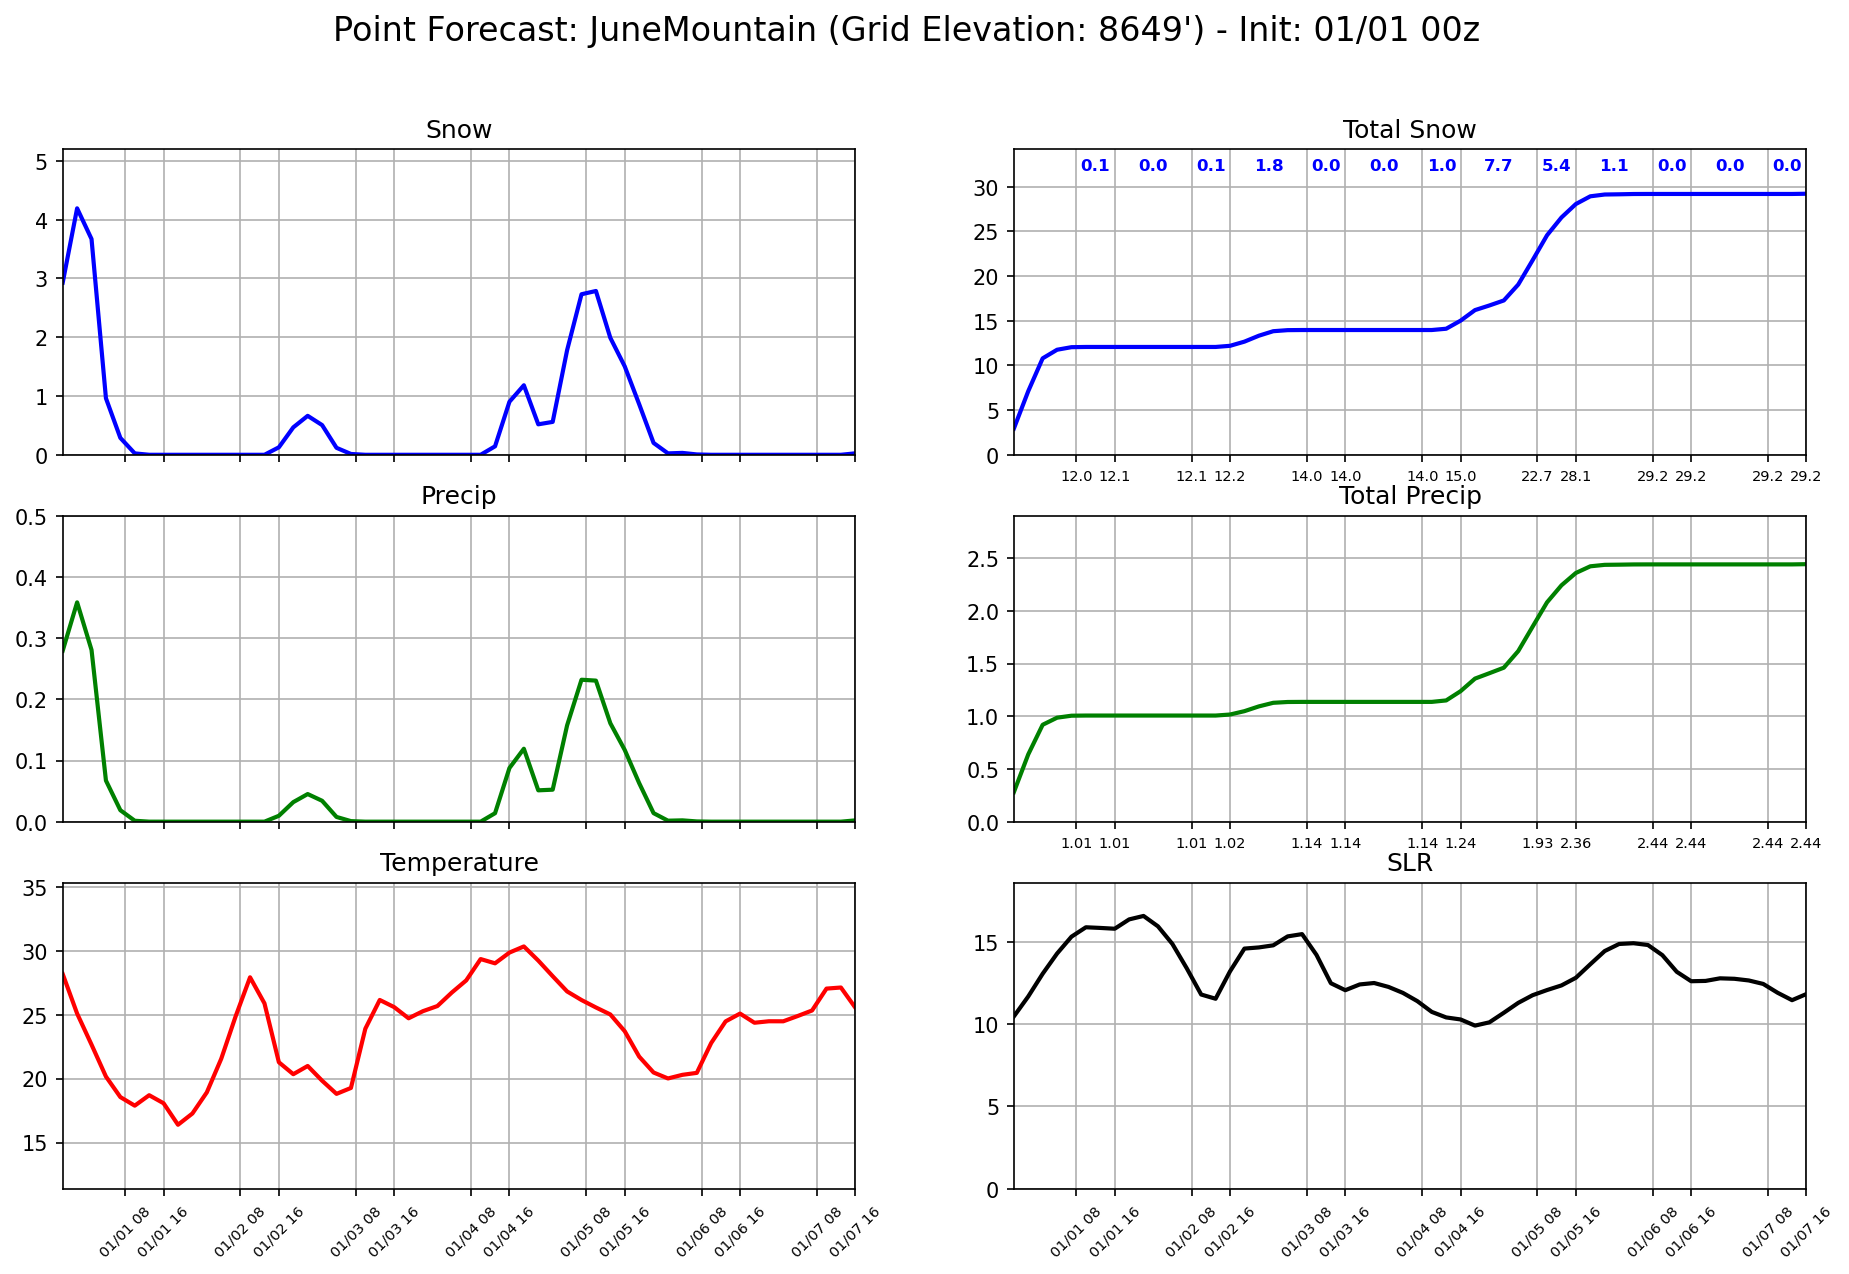 Point Forecast: JuneMountain (Grid Elevation: 8649') - Init: 01/01 00z
Snow
5
4
3
2
1
0
Total Snow
0.1 0.0 0.1 1.8 0.0 0.0 1.0 7.7 5.4 1.1 0.0 0.0 0.0
30
25
20
15
10
5
0
12.0 12.1 12.1 12.2 14.0 14.0 14.0 15.0 22.7 28.1 29.2 29.2 29.2 29.2
Precip
0.5
0.4
0.3
0.2
0.1
0.0
Total Precip
2.5
2.0
1.5
1.0
0.5
0.0
1.01 1.01 1.01 1.02 1.14 1.14 1.14 1.24 1.93 2.36 2.44 2.44 2.44 2.44
Temperature
35
30
25
20
15
01/01 08 01/01 16 01/02 08 01/02 16 01/03 08 01/03 16 01/04 08 01/04 16 01/05 08 01/05 16 01/06 08 01/06 16 01/07 08 01/07 16
SLR
15
10
5
0
01/01 08 01/01 16 01/02 08 01/02 16 01/03 08 01/03 16 01/04 08 01/04 16 01/05 08 01/05 16 01/06 08 01/06 16 01/07 08 01/07 16